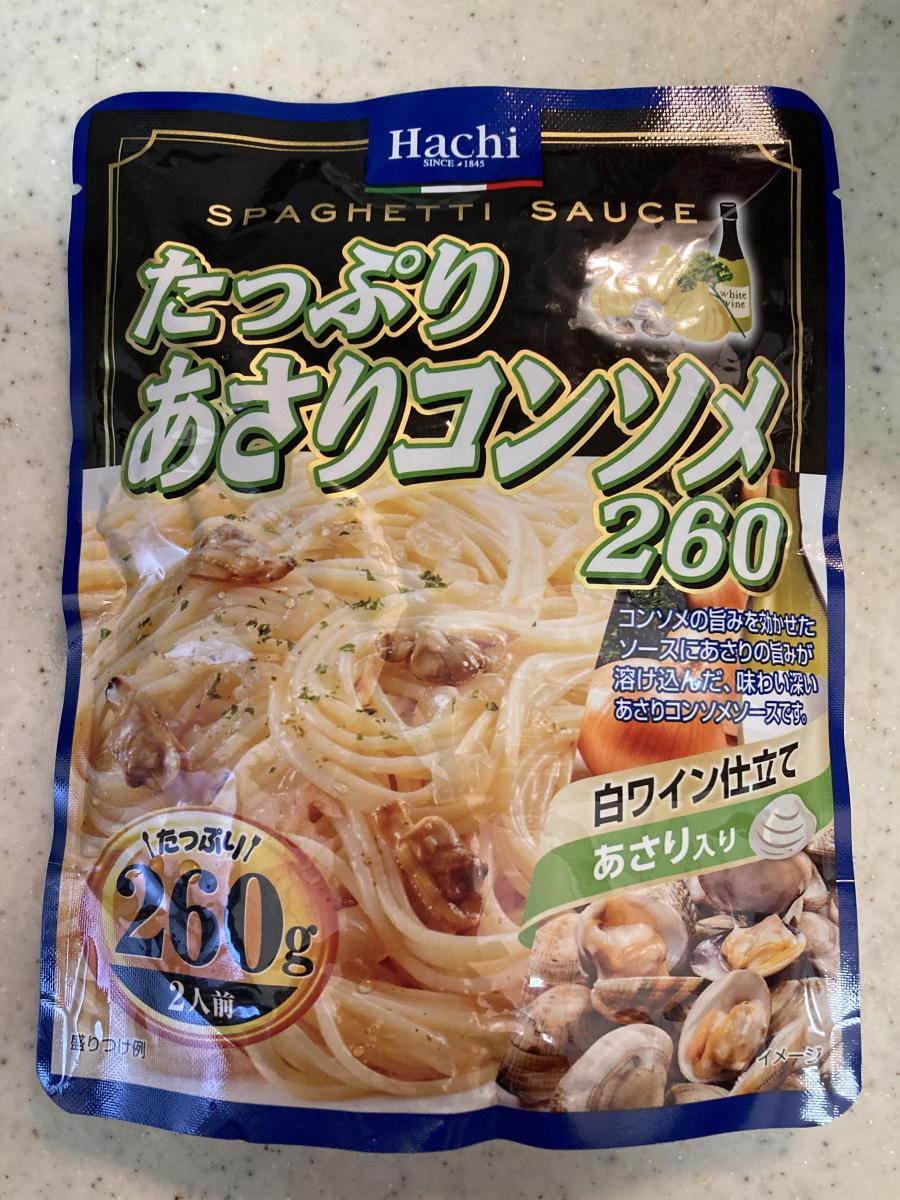 Hachi
SINCE 1845
SPAGHETTI SAUCE
white
wine
たっぷり
あさりコンソメ
260
コンソメの旨みを効かせた
ソースにあさりの旨みが
溶け込んだ、味わい深い
あさりコンソメソースです。
白ワイン仕立て
あさり入り
たっぷり
260g
2人前
盛りつけ例
イメージ